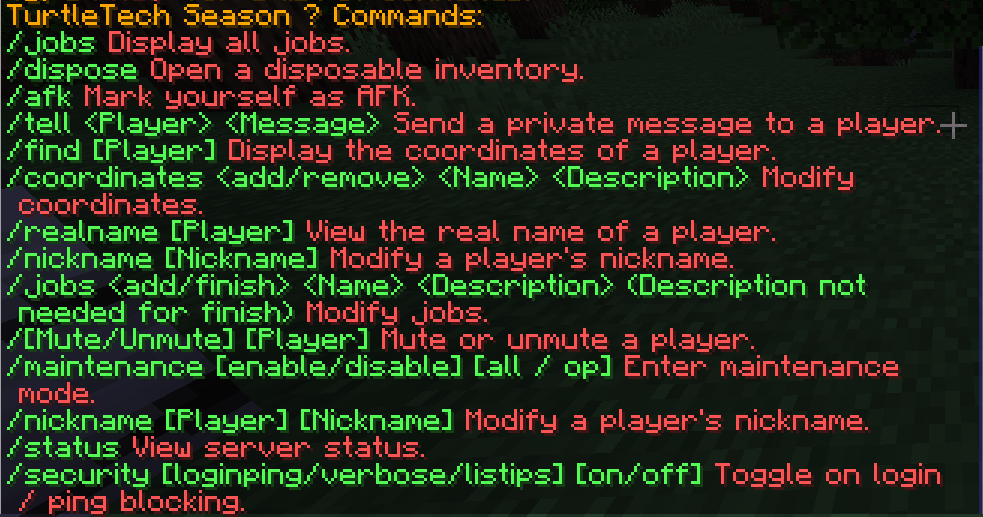 TurtleTech Season ? Commands:
/jobs Display all jobs.
/dispose Open a disposable inventory.
/afk Mark yourself as AFK.
/tell <Player> <Message> Send a private message to a player.
/find [Player] Display the coordinates of a player.
/coordinates <add/remove> <Name> <Description> Modify
coordinates.
/realname [Player] View the real name of a player.
/nickname [Nickname] Modify a player's nickname.
/jobs <add/finish> <Name> <Description> (Description not
needed for finish) Modify jobs.
/[Mute/Unmute] [Player] Mute or unmute a player.
/maintenance [enable/disable] [all / op] Enter maintenance
mode.
/nickname [Player] [Nickname] Modify a player's nickname.
/status View server status.
/security [loginping/verbose/listips] [on/off] Toggle on login
/ ping blocking.